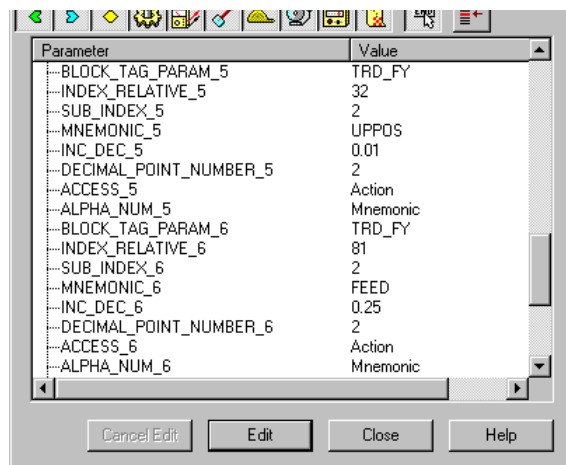 Parameter Value
BLOCK_TAG_PARAM_5 TRD_FY
INDEX_RELATIVE_5 32
SUB_INDEX_5 2
MNEMONIC_5 UPPOS
INC_DEC_5 0.01
DECIMAL_POINT_NUMBER_5 2
ACCESS_5 Action
ALPHA_NUM_5 Mnemonic
BLOCK_TAG_PARAM_6 TRD_FY
INDEX_RELATIVE_6 81
SUB_INDEX_6 2
MNEMONIC_6 FEED
INC_DEC_6 0.25
DECIMAL_POINT_NUMBER_6 2
ACCESS_6 Action
ALPHA_NUM_6 Mnemonic
Cancel Edit Edit Close Help